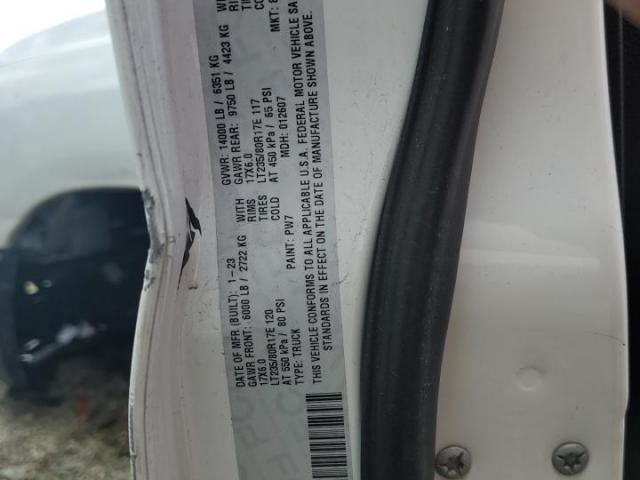 DATE OF MFR (BUILT): 1-23 GVWR: 14000 LB / 6351 KG
GAWR FRONT: 6000 LB / 2722 KG WITH GAWR REAR: 9750 LB / 4423 KG
17X6.0 RIMS 17X6.0
LT235/80R17E 120 TIRES LT235/80R17E 117
AT 550 kPa / 80 PSI COLD AT 450 kPa / 65 PSI
TYPE: TRUCK PAINT: PW7 MDH: 012607 MKT:
THIS VEHICLE CONFORMS TO ALL APPLICABLE U.S.A. FEDERAL MOTOR VEHICLE
STANDARDS IN EFFECT ON THE DATE OF MANUFACTURE SHOWN ABOVE.